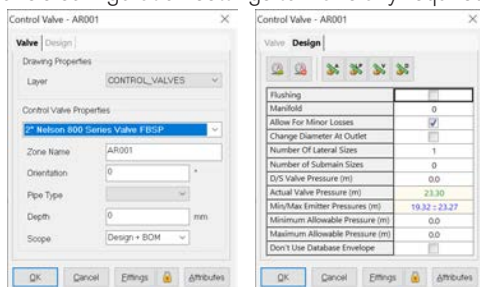 Control Valve - AR001
Valve Design
Drawing Properties
Layer CONTROL_VALVES
Control Valve Properties
2" Nelson 800 Series Valve FBSP
Zone Name AR001
Orientation 0 °
Pipe Type
Depth 0 mm
Scope Design + BOM
OK Cancel Fittings Attributes
Control Valve - AR001
Valve Design
Flushing
Manifold 0
Allow For Minor Losses
Change Diameter At Outlet
Number Of Lateral Sizes 1
Number of Submain Sizes 0
D/S Valve Pressure (m) 0.0
Actual Valve Pressure (m) 23.30
Min/Max Emitter Pressures (m) 19.32 : 23.27
Minimum Allowable Pressure (m) 0.0
Maximum Allowable Pressure (m) 0.0
Don't Use Database Envelope
OK Cancel Fittings Attributes